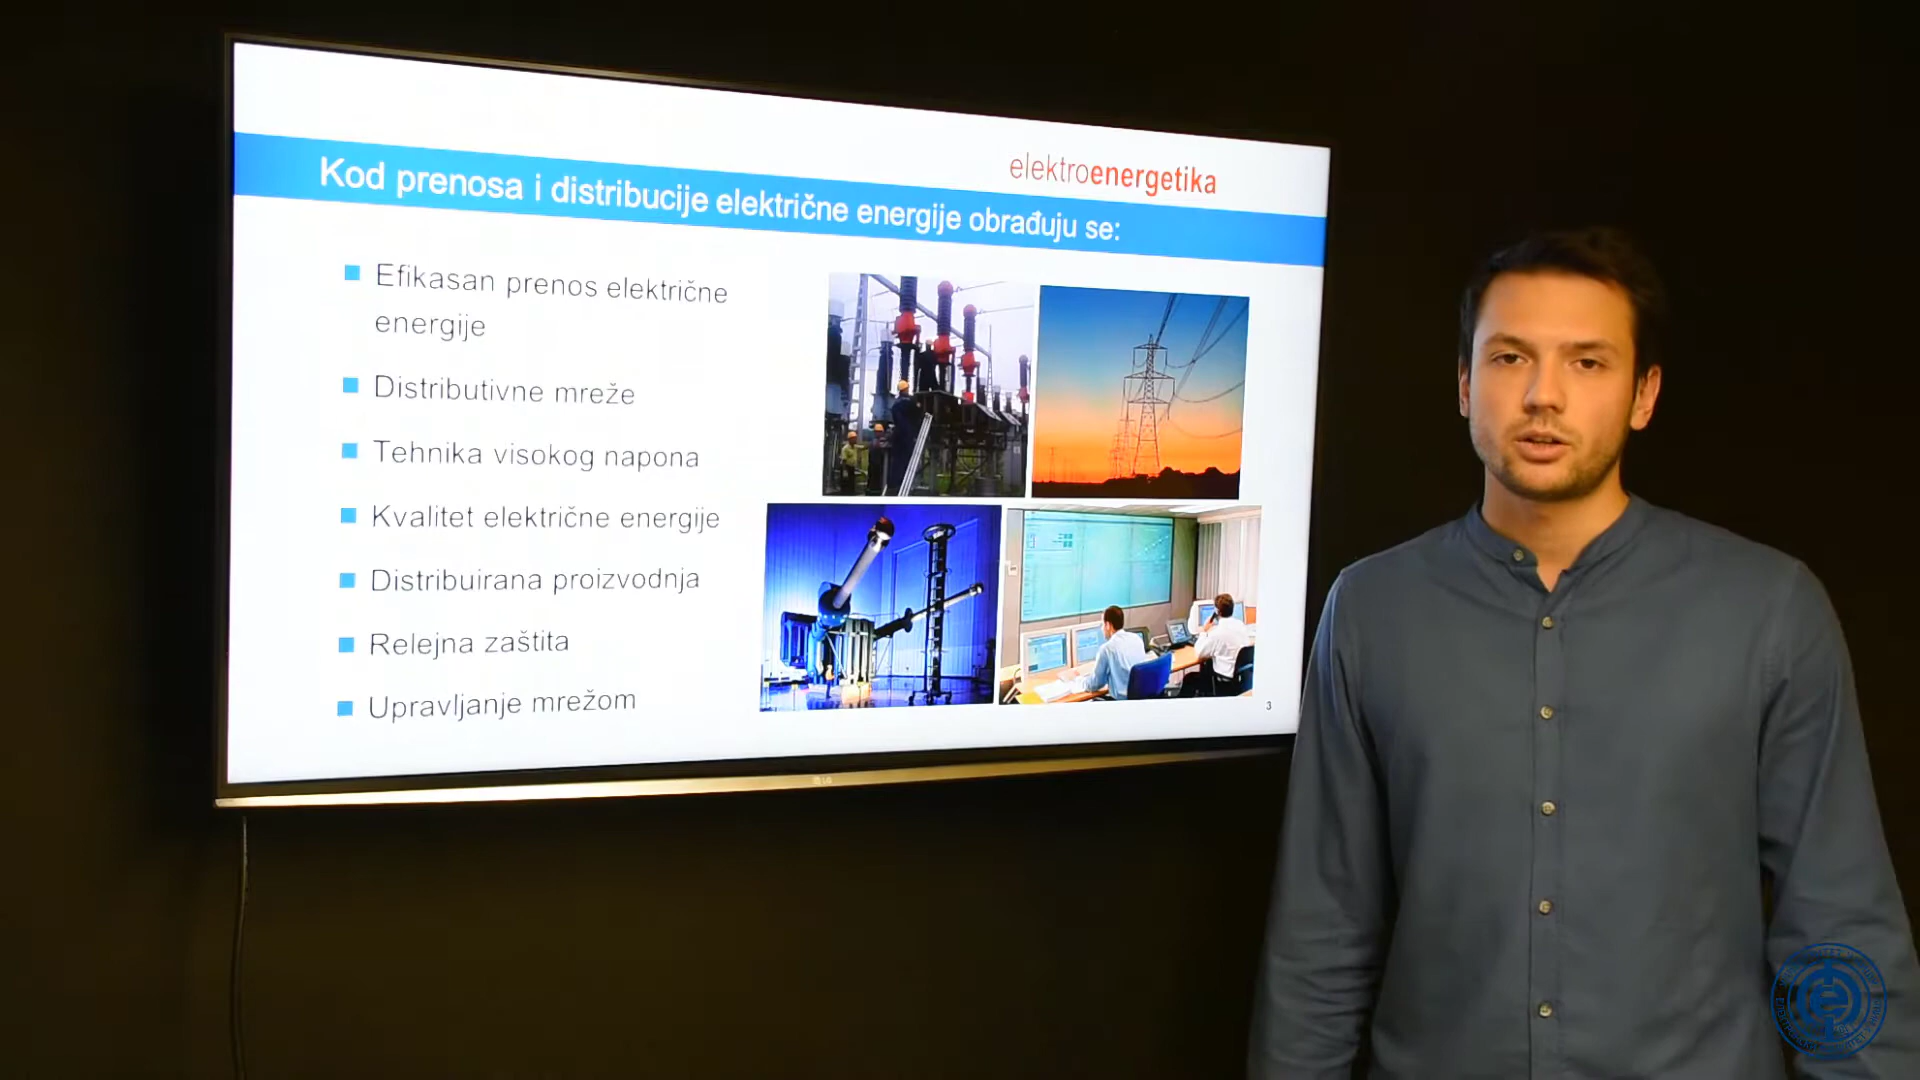 elektroenergetika
Kod prenosa i distribucije električne energije obrađuju se:
Efikasan prenos električne
energije
Distributivne mreže
Tehnika visokog napona
Kvalitet električne energije
Distribuirana proizvodnja
Relejna zaštita
Upravljanje mrežom
3
LG